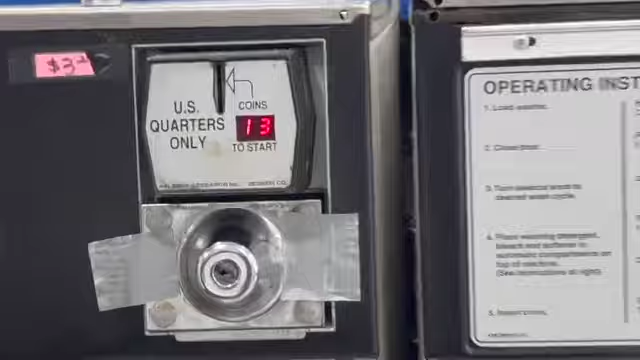 $3²⁵
U.S.
QUARTERS
ONLY
COINS
13
TO START
OPERATING INST
1. Load washer.
2. Close door.
3. Turn selector knob to
desired wash cycle.
4. Place washing detergent,
bleach and softener in
automatic compartments on
top of machine.
(See instructions at right)
5. Insert coins.